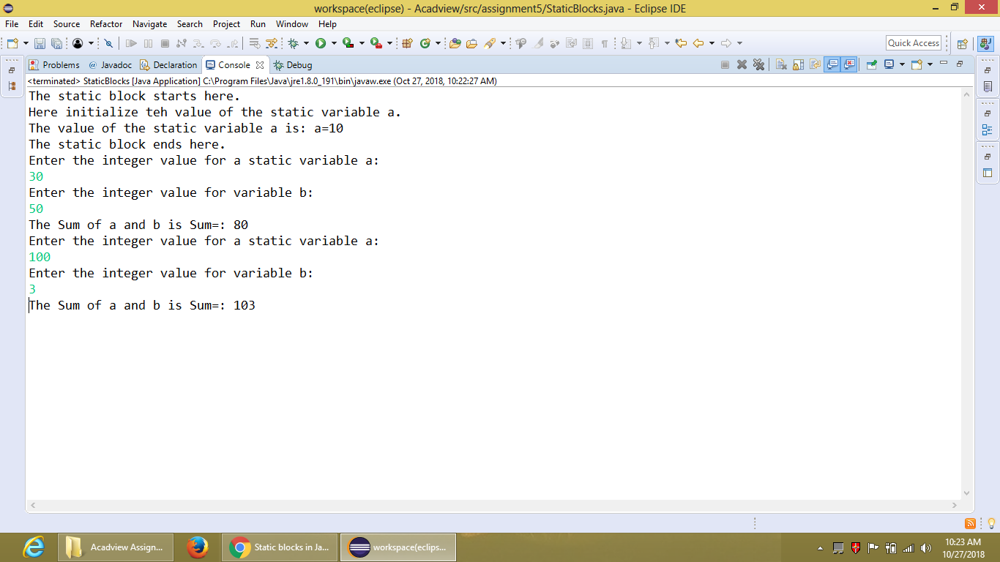 workspace(eclipse) - Acadview/src/assignment5/StaticBlocks.java - Eclipse IDE
File Edit Source Refactor Navigate Search Project Run Window Help
Quick Access
Problems @ Javadoc Declaration Console Debug
<terminated> StaticBlocks [Java Application] C:\Program Files\Java\jre1.8.0_191\bin\javaw.exe (Oct 27, 2018, 10:22:27 AM)
The static block starts here.
Here initialize teh value of the static variable a.
The value of the static variable a is: a=10
The static block ends here.
Enter the integer value for a static variable a:
30
Enter the integer value for variable b:
50
The Sum of a and b is Sum=: 80
Enter the integer value for a static variable a:
100
Enter the integer value for variable b:
3
The Sum of a and b is Sum=: 103
Acadview Assign...
Static blocks in Ja...
workspace(eclips...
10:23 AM
10/27/2018